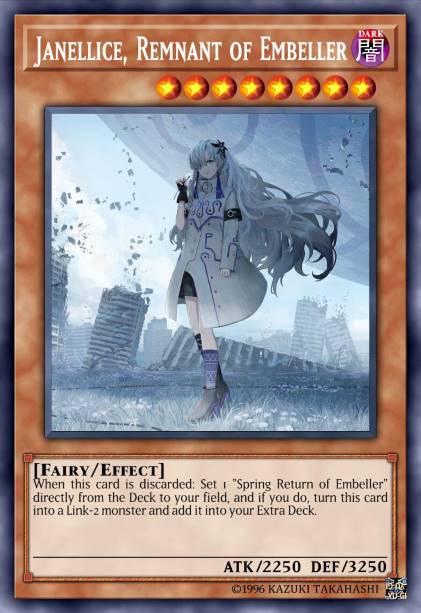 JANELLICE, REMNANT OF EMBELLER
DARK
闇
[FAIRY/EFFECT]
When this card is discarded: Set 1 "Spring Return of Embeller"
directly from the Deck to your field, and if you do, turn this card
into a Link-2 monster and add it into your Extra Deck.
ATK/2250 DEF/3250
©1996 KAZUKI TAKAHASHI